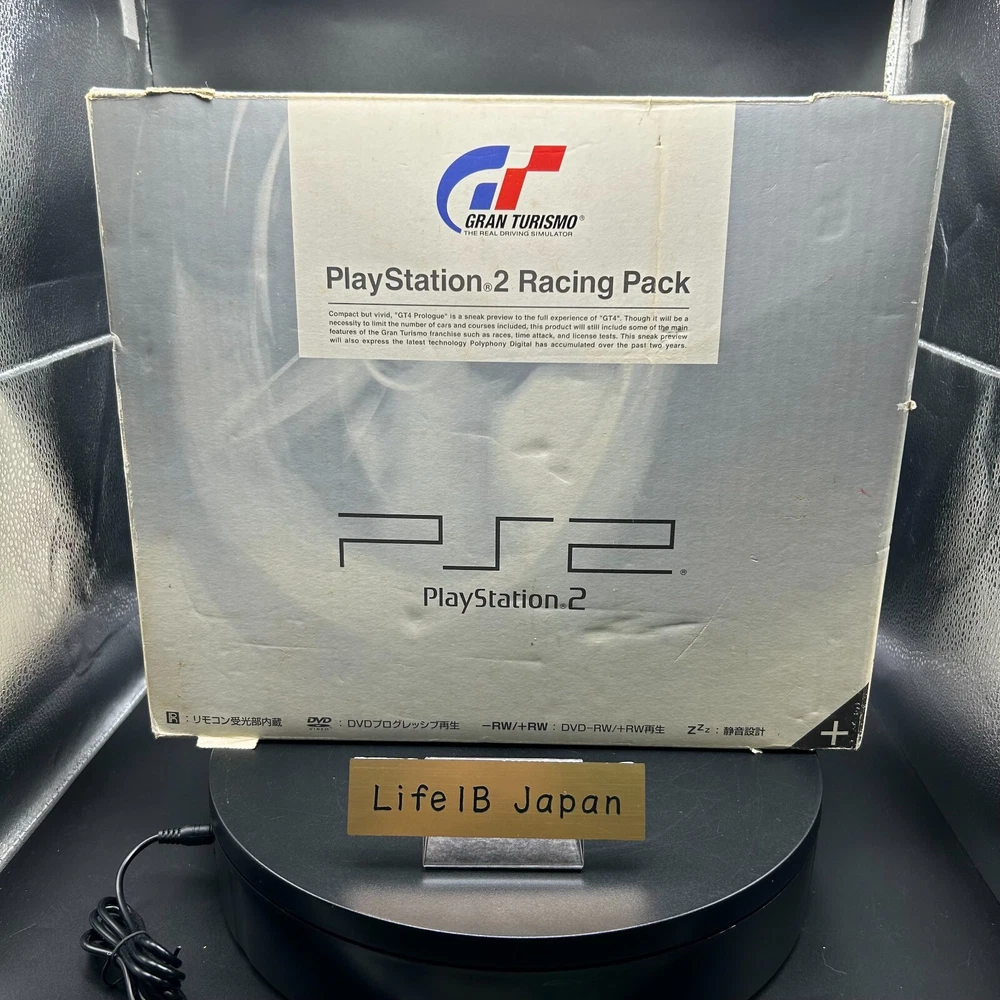 GRAN TURISMO®
THE REAL DRIVING SIMULATOR
PlayStation®2 Racing Pack
Compact but vivid, "GT4 Prologue" is a sneak preview to the full experience of "GT4". Though it will be a
necessity to limit the number of cars and courses included, this product will still include some of the main
features of the Gran Turismo franchise such as races, time attack, and license tests. This sneak preview
will also express the latest technology Polyphony Digital has accumulated over the past two years.
PS2®
PlayStation®2
R : リモコン受光部内蔵 DVD VIDEO : DVDプログレッシブ再生 −RW/+RW : DVD−RW/+RW再生 ZZz : 静音設計 +
Life1B Japan